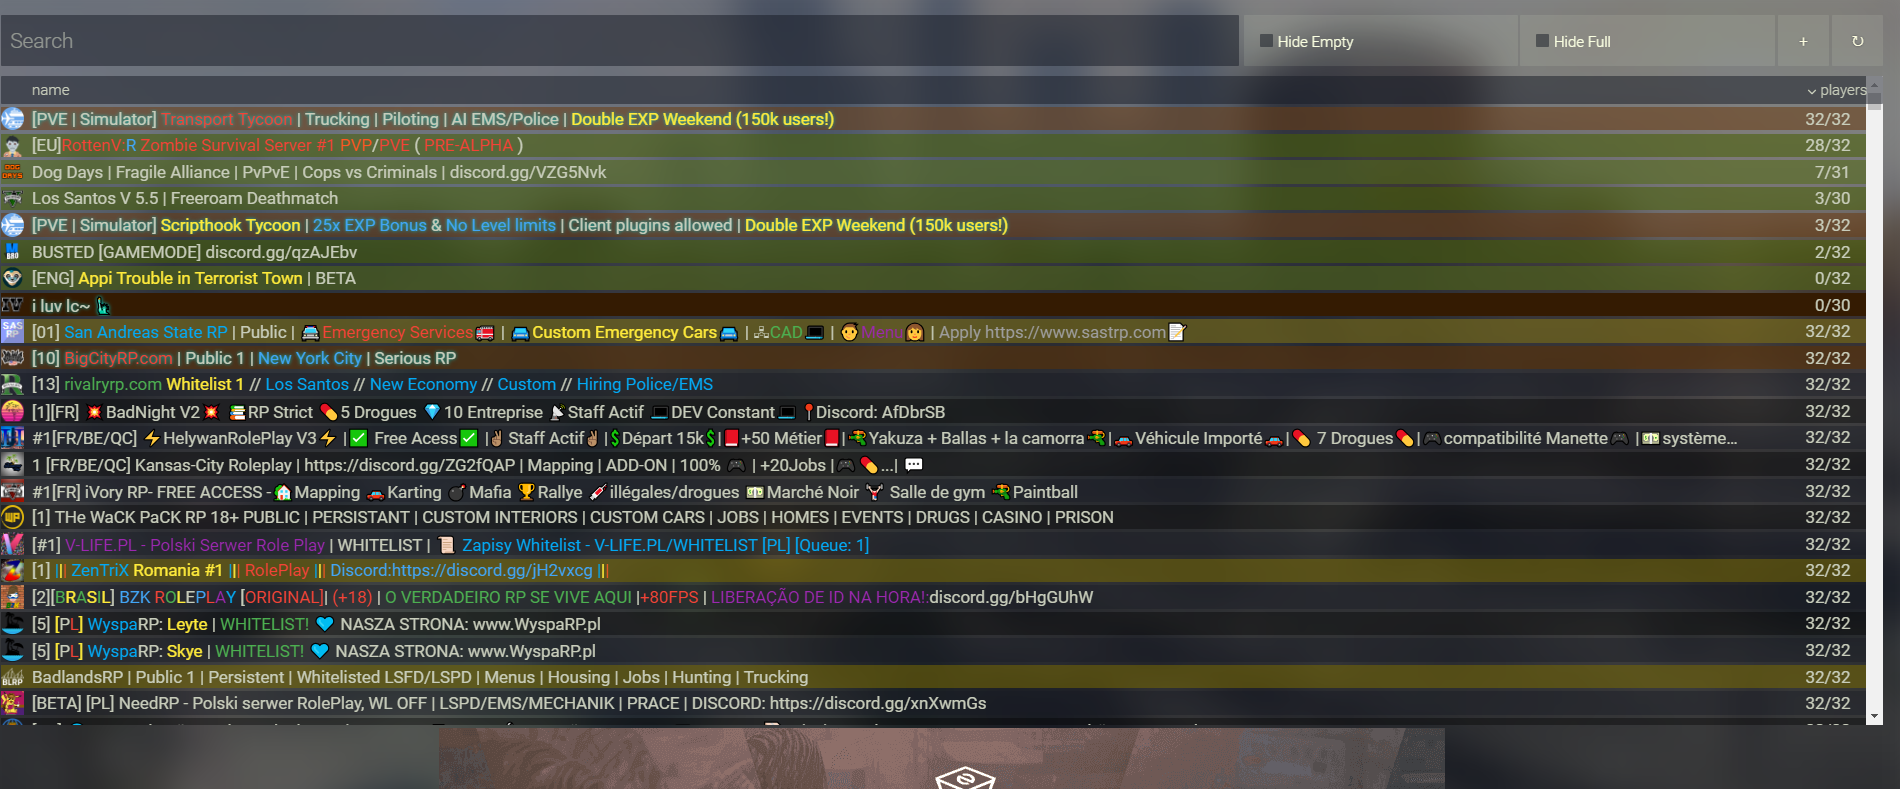 Search
Hide Empty
Hide Full
+
↻
name
players
[PVE | Simulator] Transport Tycoon | Trucking | Piloting | AI EMS/Police | Double EXP Weekend (150k users!) 32/32
[EU]RottenV:R Zombie Survival Server #1 PVP/PVE ( PRE-ALPHA ) 28/32
Dog Days | Fragile Alliance | PvPvE | Cops vs Criminals | discord.gg/VZG5Nvk 7/31
Los Santos V 5.5 | Freeroam Deathmatch 3/30
[PVE | Simulator] Scripthook Tycoon | 25x EXP Bonus & No Level limits | Client plugins allowed | Double EXP Weekend (150k users!) 3/32
BUSTED [GAMEMODE] discord.gg/qzAJEbv 2/32
[ENG] Appi Trouble in Terrorist Town | BETA 0/32
IV i luv lc~ 🗽 0/30
SAS RP [01] San Andreas State RP | Public | 🚔Emergency Services🚒 | 🚘Custom Emergency Cars🚘 | 🖧CAD💻 | 👨Menu👩 | Apply https://www.sastrp.com📝 32/32
[10] BigCityRP.com | Public 1 | New York City | Serious RP 32/32
[13] rivalryrp.com Whitelist 1 // Los Santos // New Economy // Custom // Hiring Police/EMS 32/32
[1][FR] 💥BadNight V2💥 📚RP Strict 💊5 Drogues 💎10 Entreprise 📡Staff Actif 💻DEV Constant💻 📍Discord: AfDbrSB 32/32
#1[FR/BE/QC] ⚡HelywanRolePlay V3⚡ |✅ Free Acess✅ |✌ Staff Actif✌|💲Départ 15k💲|📕+50 Métier📕|🔫Yakuza + Ballas + la camorra🔫|🚗Véhicule Importé🚗|💊 7 Drogues💊|🎮compatibilité Manette🎮 |💵système... 32/32
1 [FR/BE/QC] Kansas-City Roleplay | https://discord.gg/ZG2fQAP | Mapping | ADD-ON | 100% 🎮 | +20Jobs |🎮 💊...| 💬 32/32
#1[FR] iVory RP- FREE ACCESS -🏠Mapping 🚗Karting 💣Mafia 🏆Rallye 💉illégales/drogues 💵Marché Noir 🏋 Salle de gym 🔫Paintball 32/32
WP [1] THe WaCK PaCK RP 18+ PUBLIC | PERSISTANT | CUSTOM INTERIORS | CUSTOM CARS | JOBS | HOMES | EVENTS | DRUGS | CASINO | PRISON 32/32
[#1] V-LIFE.PL - Polski Serwer Role Play | WHITELIST | 📜 Zapisy Whitelist - V-LIFE.PL/WHITELIST [PL] [Queue: 1] 32/32
[1] ||| ZenTriX Romania #1 ||| RolePlay ||| Discord:https://discord.gg/jH2vxcg ||| 32/32
[2][BRASIL] BZK ROLEPLAY [ORIGINAL]| (+18) | O VERDADEIRO RP SE VIVE AQUI |+80FPS | LIBERAÇÃO DE ID NA HORA!:discord.gg/bHgGUhW 32/32
[5] [PL] WyspaRP: Leyte | WHITELIST! 💙 NASZA STRONA: www.WyspaRP.pl 32/32
[5] [PL] WyspaRP: Skye | WHITELIST! 💙 NASZA STRONA: www.WyspaRP.pl 32/32
BLRP BadlandsRP | Public 1 | Persistent | Whitelisted LSFD/LSPD | Menus | Housing | Jobs | Hunting | Trucking 32/32
[BETA] [PL] NeedRP - Polski serwer RolePlay, WL OFF | LSPD/EMS/MECHANIK | PRACE | DISCORD: https://discord.gg/xnXwmGs 32/32